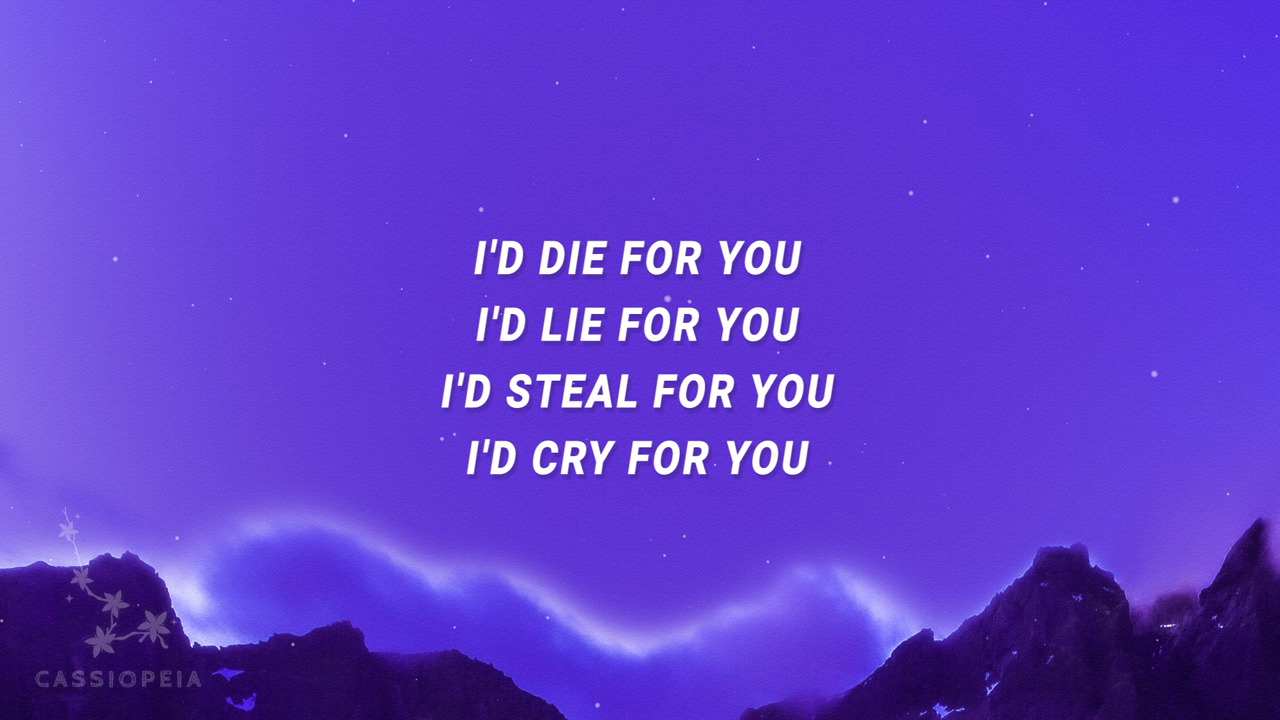 I'D DIE FOR YOU
I'D LIE FOR YOU
I'D STEAL FOR YOU
I'D CRY FOR YOU
CASSIOPEIA